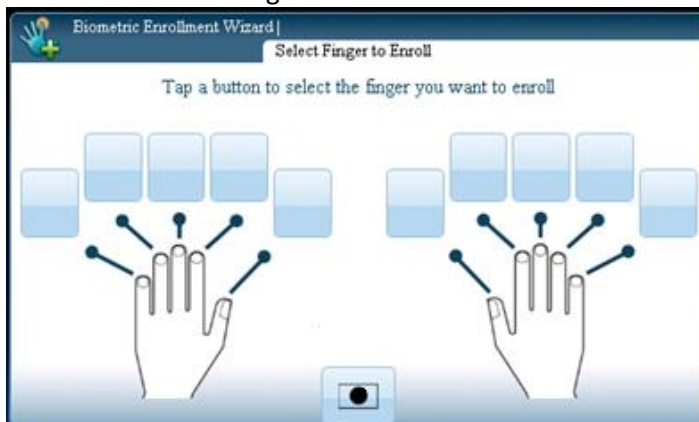 Biometric Enrollment Wizard|
Select Finger to Enroll
Tap a button to select the finger you want to enroll